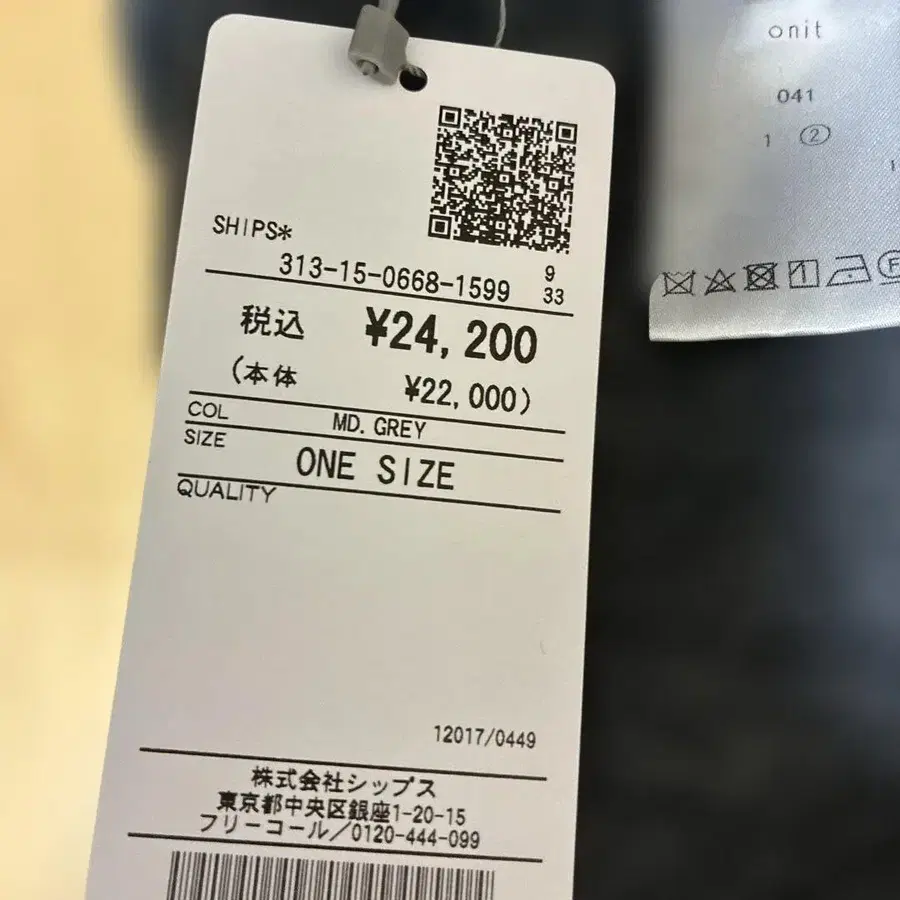 SHIPS*
313-15-0668-1599
9
33
税込 ¥24,200
(本体 ¥22,000)
COL MD. GREY
SIZE ONE SIZE
QUALITY
12017/0449
株式会社シップス
東京都中央区銀座1-20-15
フリーコール/0120-444-099
onit
041
1 2